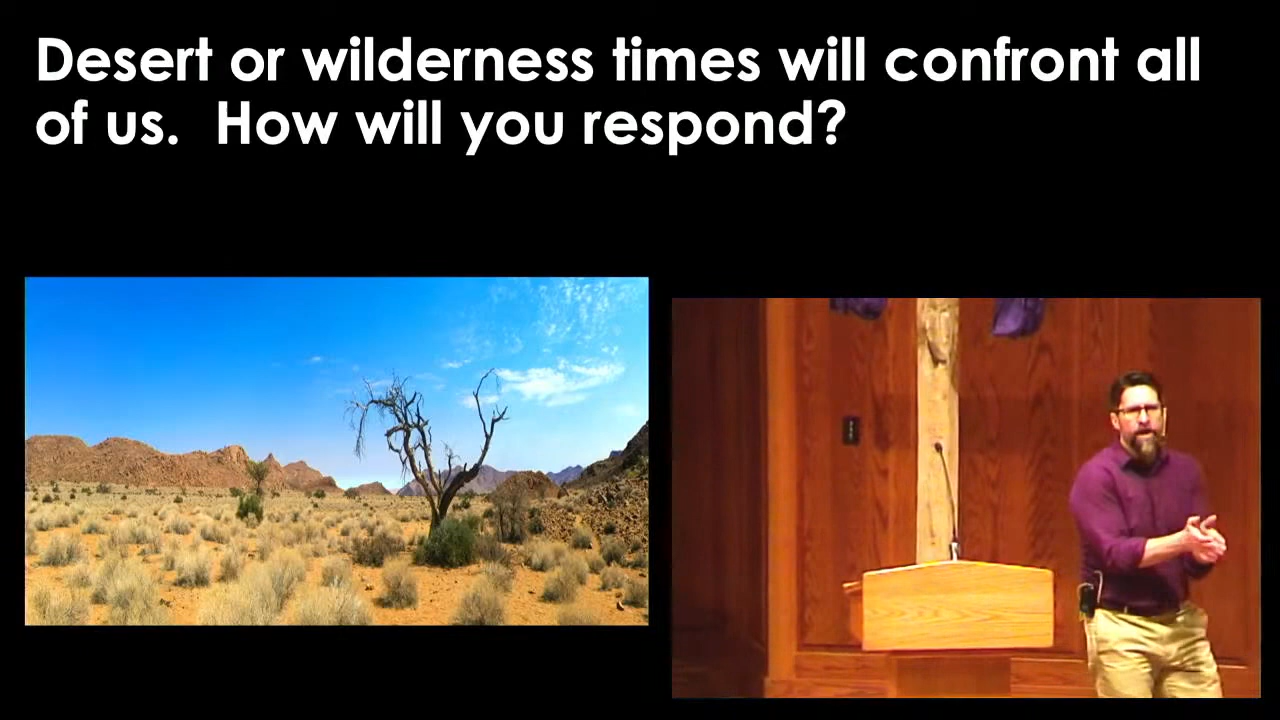 Desert or wilderness times will confront all
of us.  How will you respond?